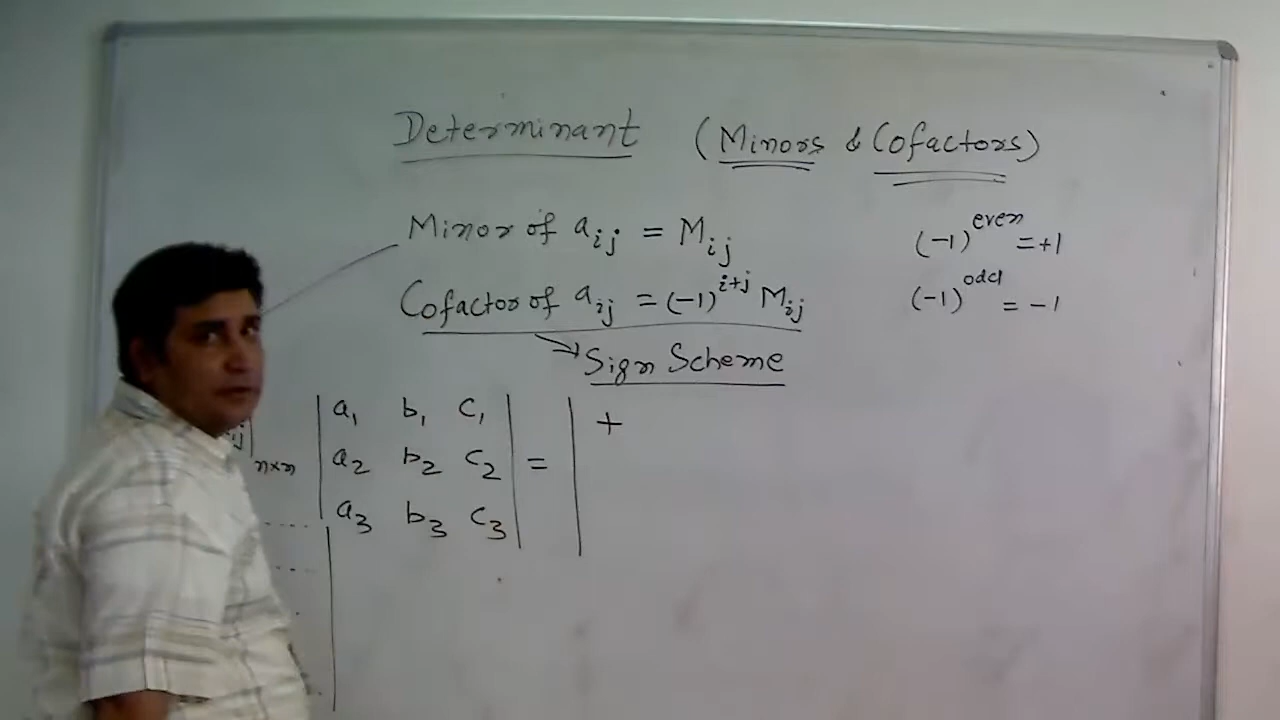 Determinant (Minors & Cofactors)
Minor of aᵢⱼ = Mᵢⱼ
(-1)^even = +1
Cofactor of aᵢⱼ = (-1)^i+j Mᵢⱼ
(-1)^odd = -1
Sign Scheme
a₁ b₁ c₁ +
ij| n×n
a₂ b₂ c₂ =
a₃ b₃ c₃